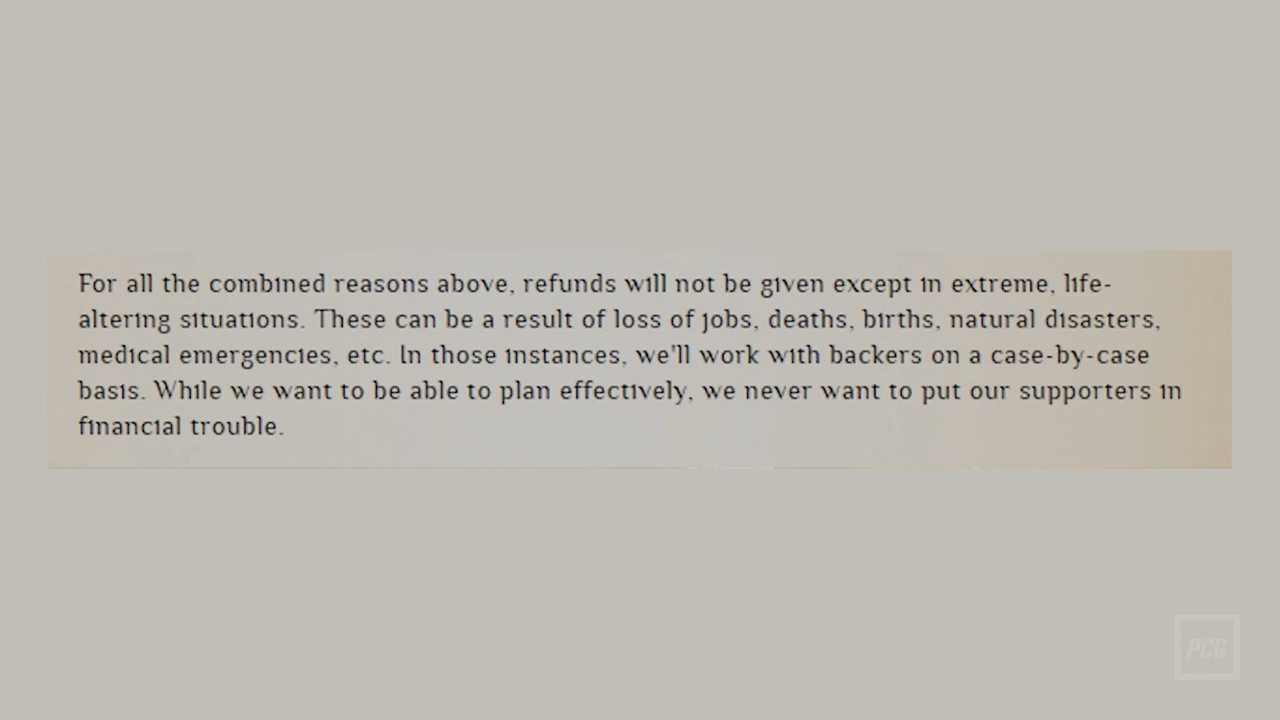 For all the combined reasons above, refunds will not be given except in extreme, life-
altering situations. These can be a result of loss of jobs, deaths, births, natural disasters,
medical emergencies, etc. In those instances, we'll work with backers on a case-by-case
basis. While we want to be able to plan effectively, we never want to put our supporters in
financial trouble.
PCG